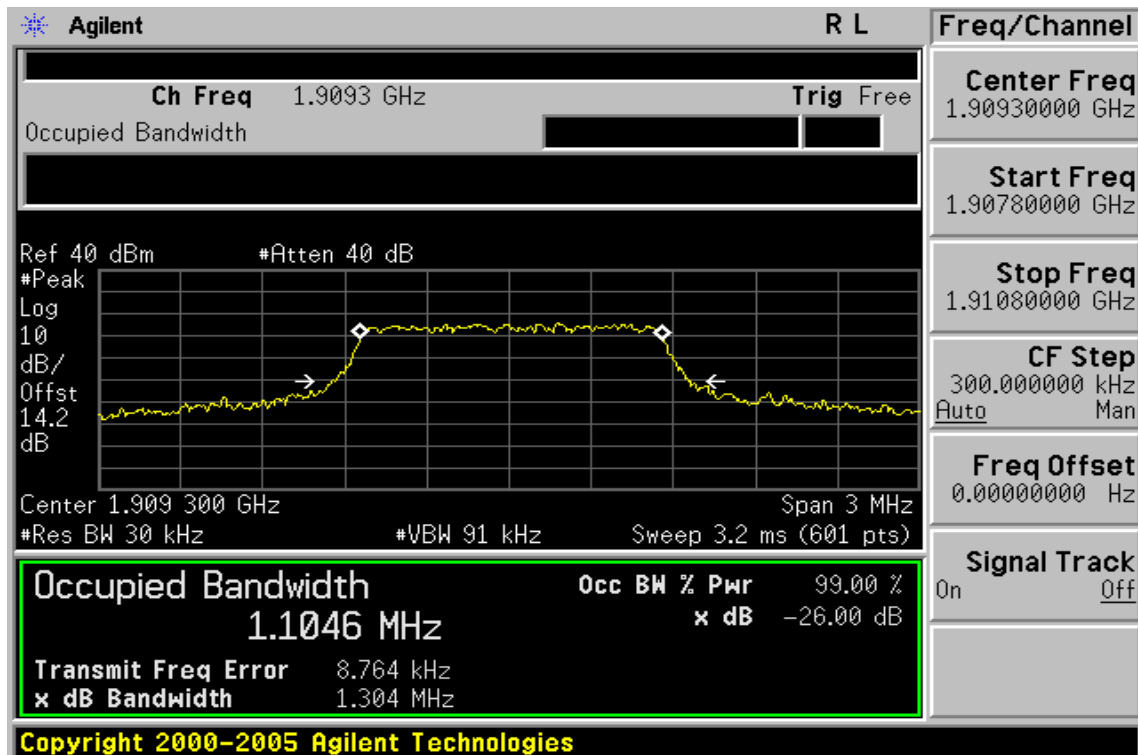 Agilent
R L
Ch Freq 1.9093 GHz
Trig Free
Occupied Bandwidth
Ref 40 dBm
#Atten 40 dB
#Peak
Log
10
dB/
Offst
14.2
dB
Center 1.909 300 GHz
Span 3 MHz
#Res BW 30 kHz
#VBW 91 kHz
Sweep 3.2 ms (601 pts)
Occupied Bandwidth
1.1046 MHz
Occ BW % Pwr 99.00 %
x dB -26.00 dB
Transmit Freq Error 8.764 kHz
x dB Bandwidth 1.304 MHz
Copyright 2000-2005 Agilent Technologies
Freq/Channel
Center Freq
1.90930000 GHz
Start Freq
1.90780000 GHz
Stop Freq
1.91080000 GHz
CF Step
300.000000 kHz
Auto Man
Freq Offset
0.00000000 Hz
Signal Track
On Off